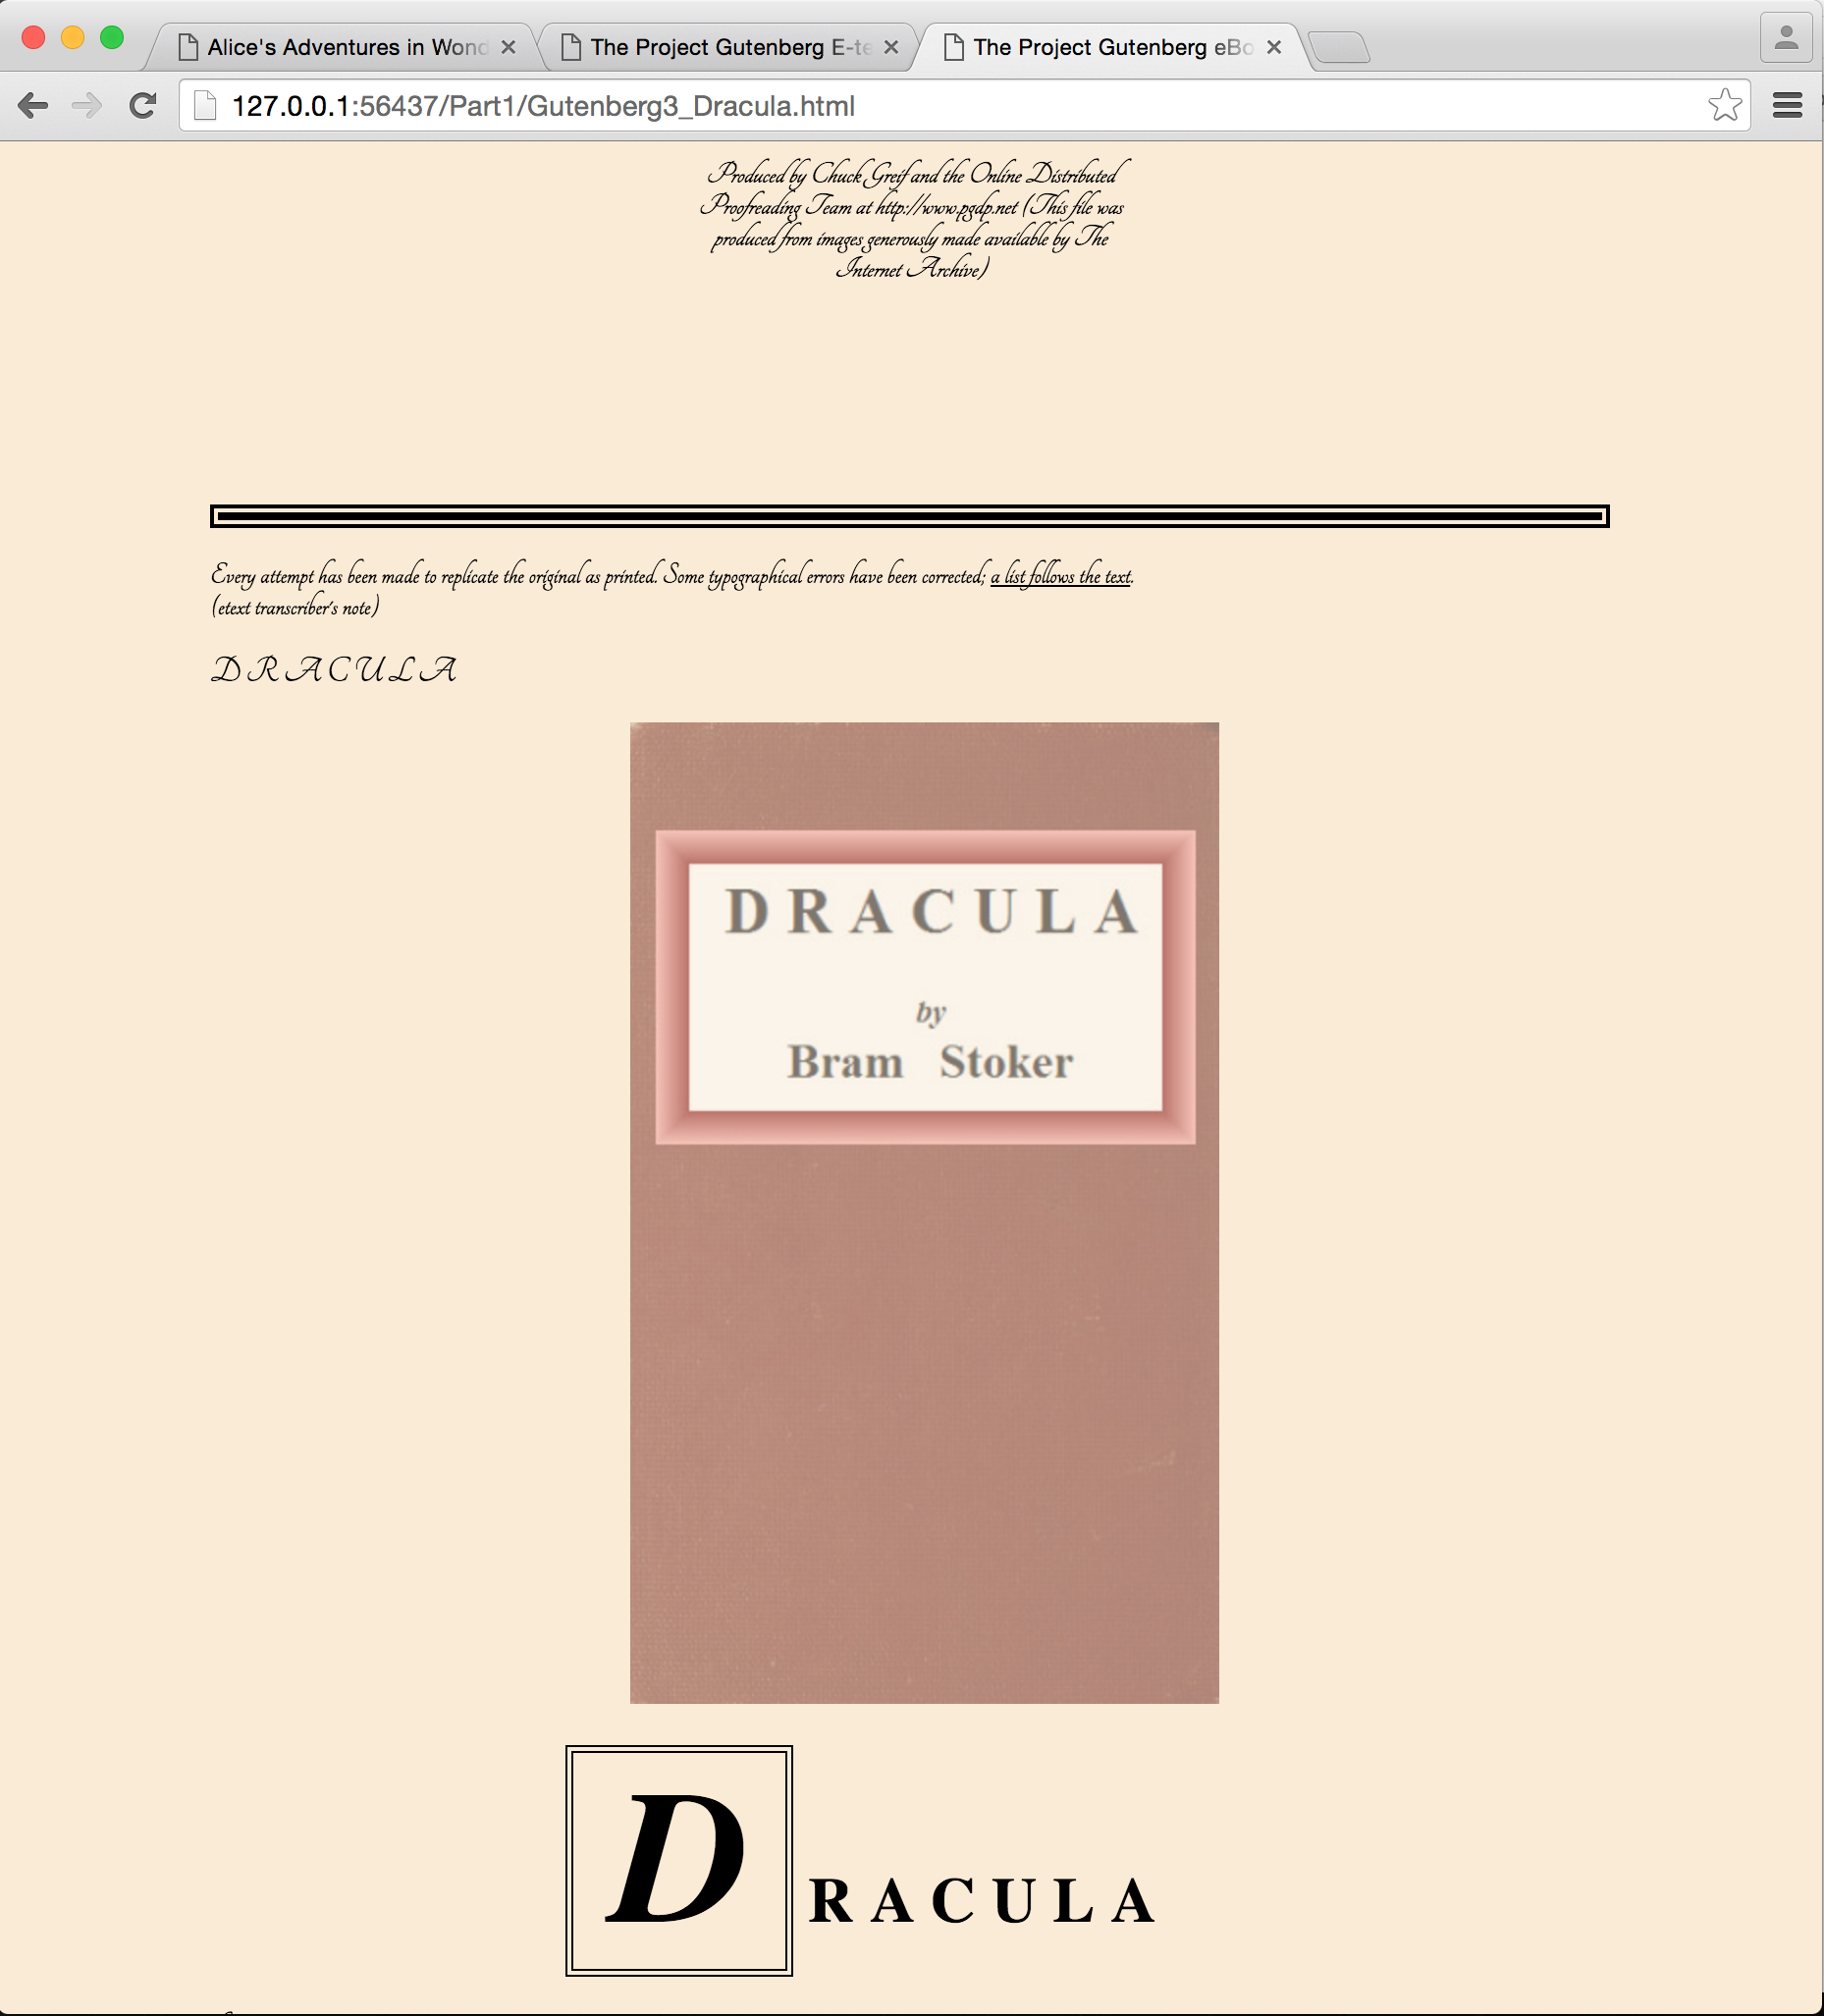 Alice's Adventures in Wond
The Project Gutenberg E-te
The Project Gutenberg eBo
127.0.0.1:56437/Part1/Gutenberg3_Dracula.html
Produced by Chuck Greif and the Online Distributed
Proofreading Team at http://www.pgdp.net (This file was
produced from images generously made available by The
Internet Archive)
Every attempt has been made to replicate the original as printed. Some typographical errors have been corrected; a list follows the text.
(etext transcriber's note)
D R A C U L A
D R A C U L A
by
Bram Stoker
D R A C U L A